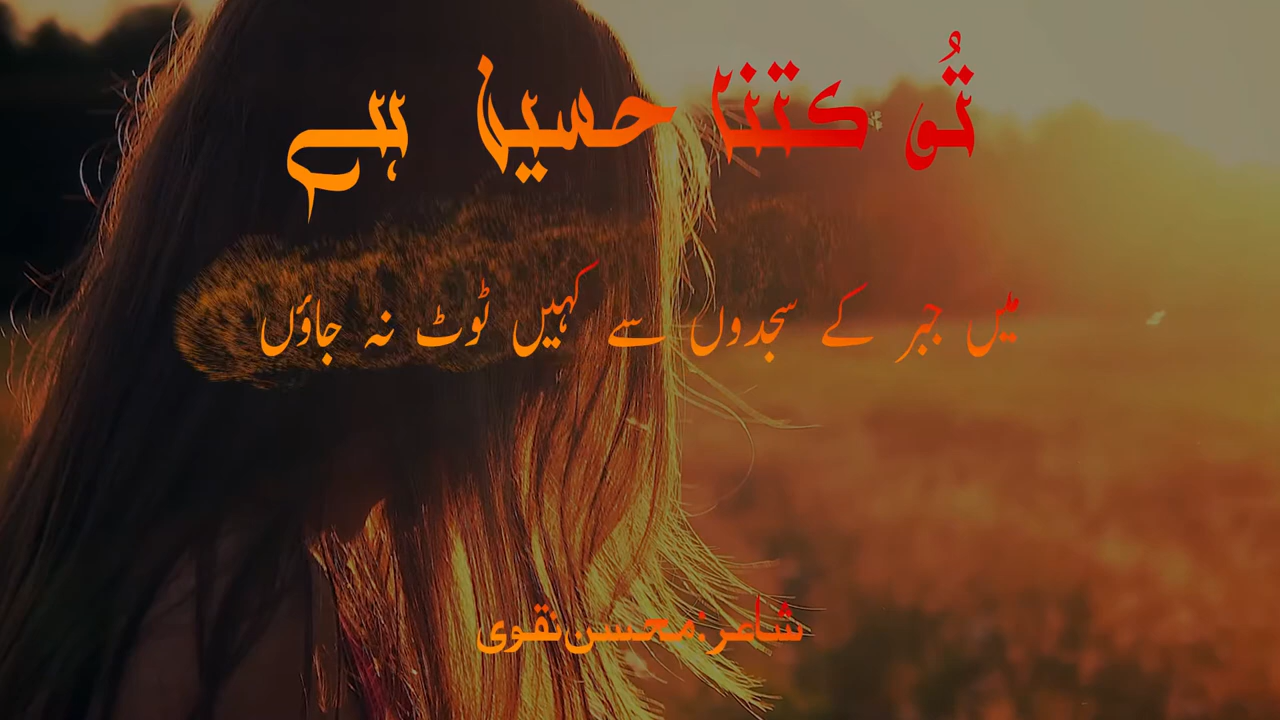 تُو کتنا حسین ہے
میں جبر کے سجدوں سے کہیں ٹوٹ نہ جاؤں
شاعر:محسن نقوی